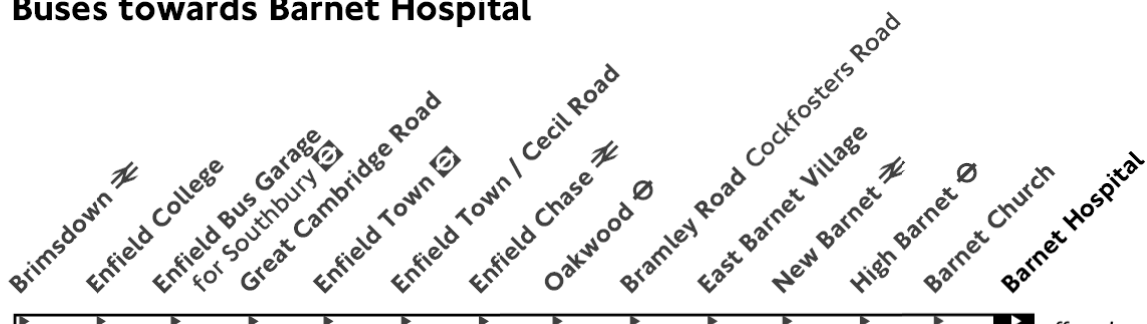 Buses towards Barnet Hospital
Brimsdown
Enfield College
Enfield Bus Garage
for Southbury
Great Cambridge Road
Enfield Town
Enfield Town / Cecil Road
Enfield Chase
Oakwood
Bramley Road Cockfosters Road
East Barnet Village
New Barnet
High Barnet
Barnet Church
Barnet Hospital